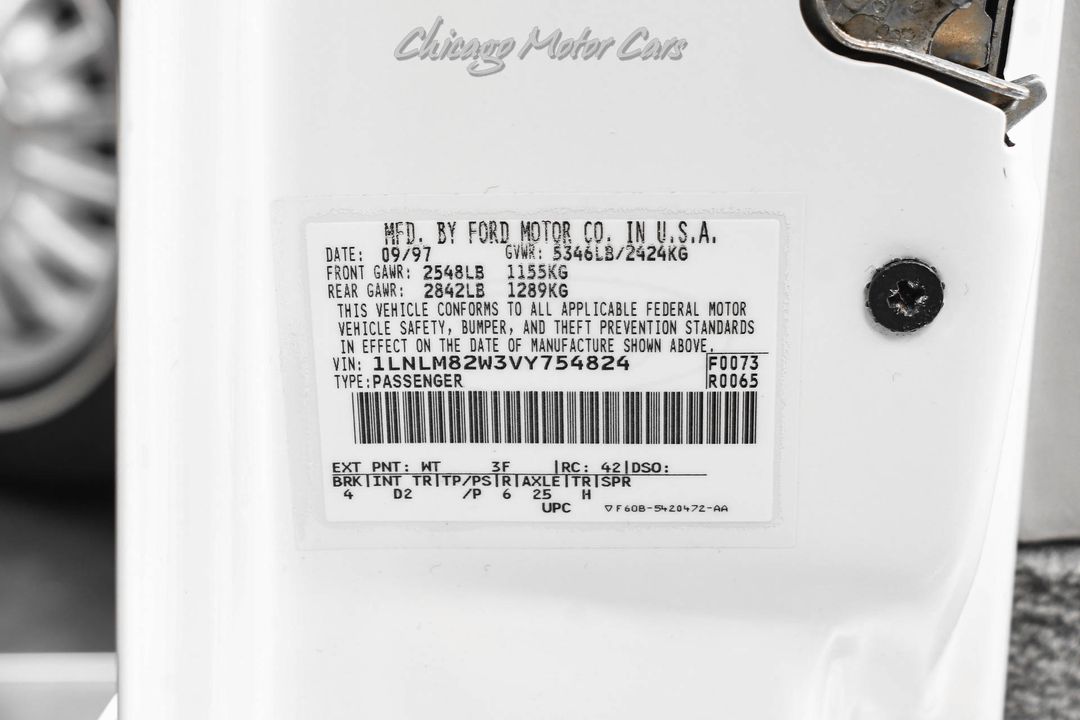 Chicago Motor Cars
MFD. BY FORD MOTOR CO. IN U.S.A.
DATE: 09/97 GVWR: 5346LB/2424KG
FRONT GAWR: 2548LB 1155KG
REAR GAWR: 2842LB 1289KG
THIS VEHICLE CONFORMS TO ALL APPLICABLE FEDERAL MOTOR
VEHICLE SAFETY, BUMPER, AND THEFT PREVENTION STANDARDS
IN EFFECT ON THE DATE OF MANUFACTURE SHOWN ABOVE.
VIN: 1LNLM82W3VY754824 F0073
TYPE:PASSENGER R0065
EXT PNT: WT 3F |RC: 42|DSO:
BRK|INT TR|TP/PS|R|AXLE|TR|SPR
4 D2 /P 6 25 H
UPC ▽F60B-5420472-AA